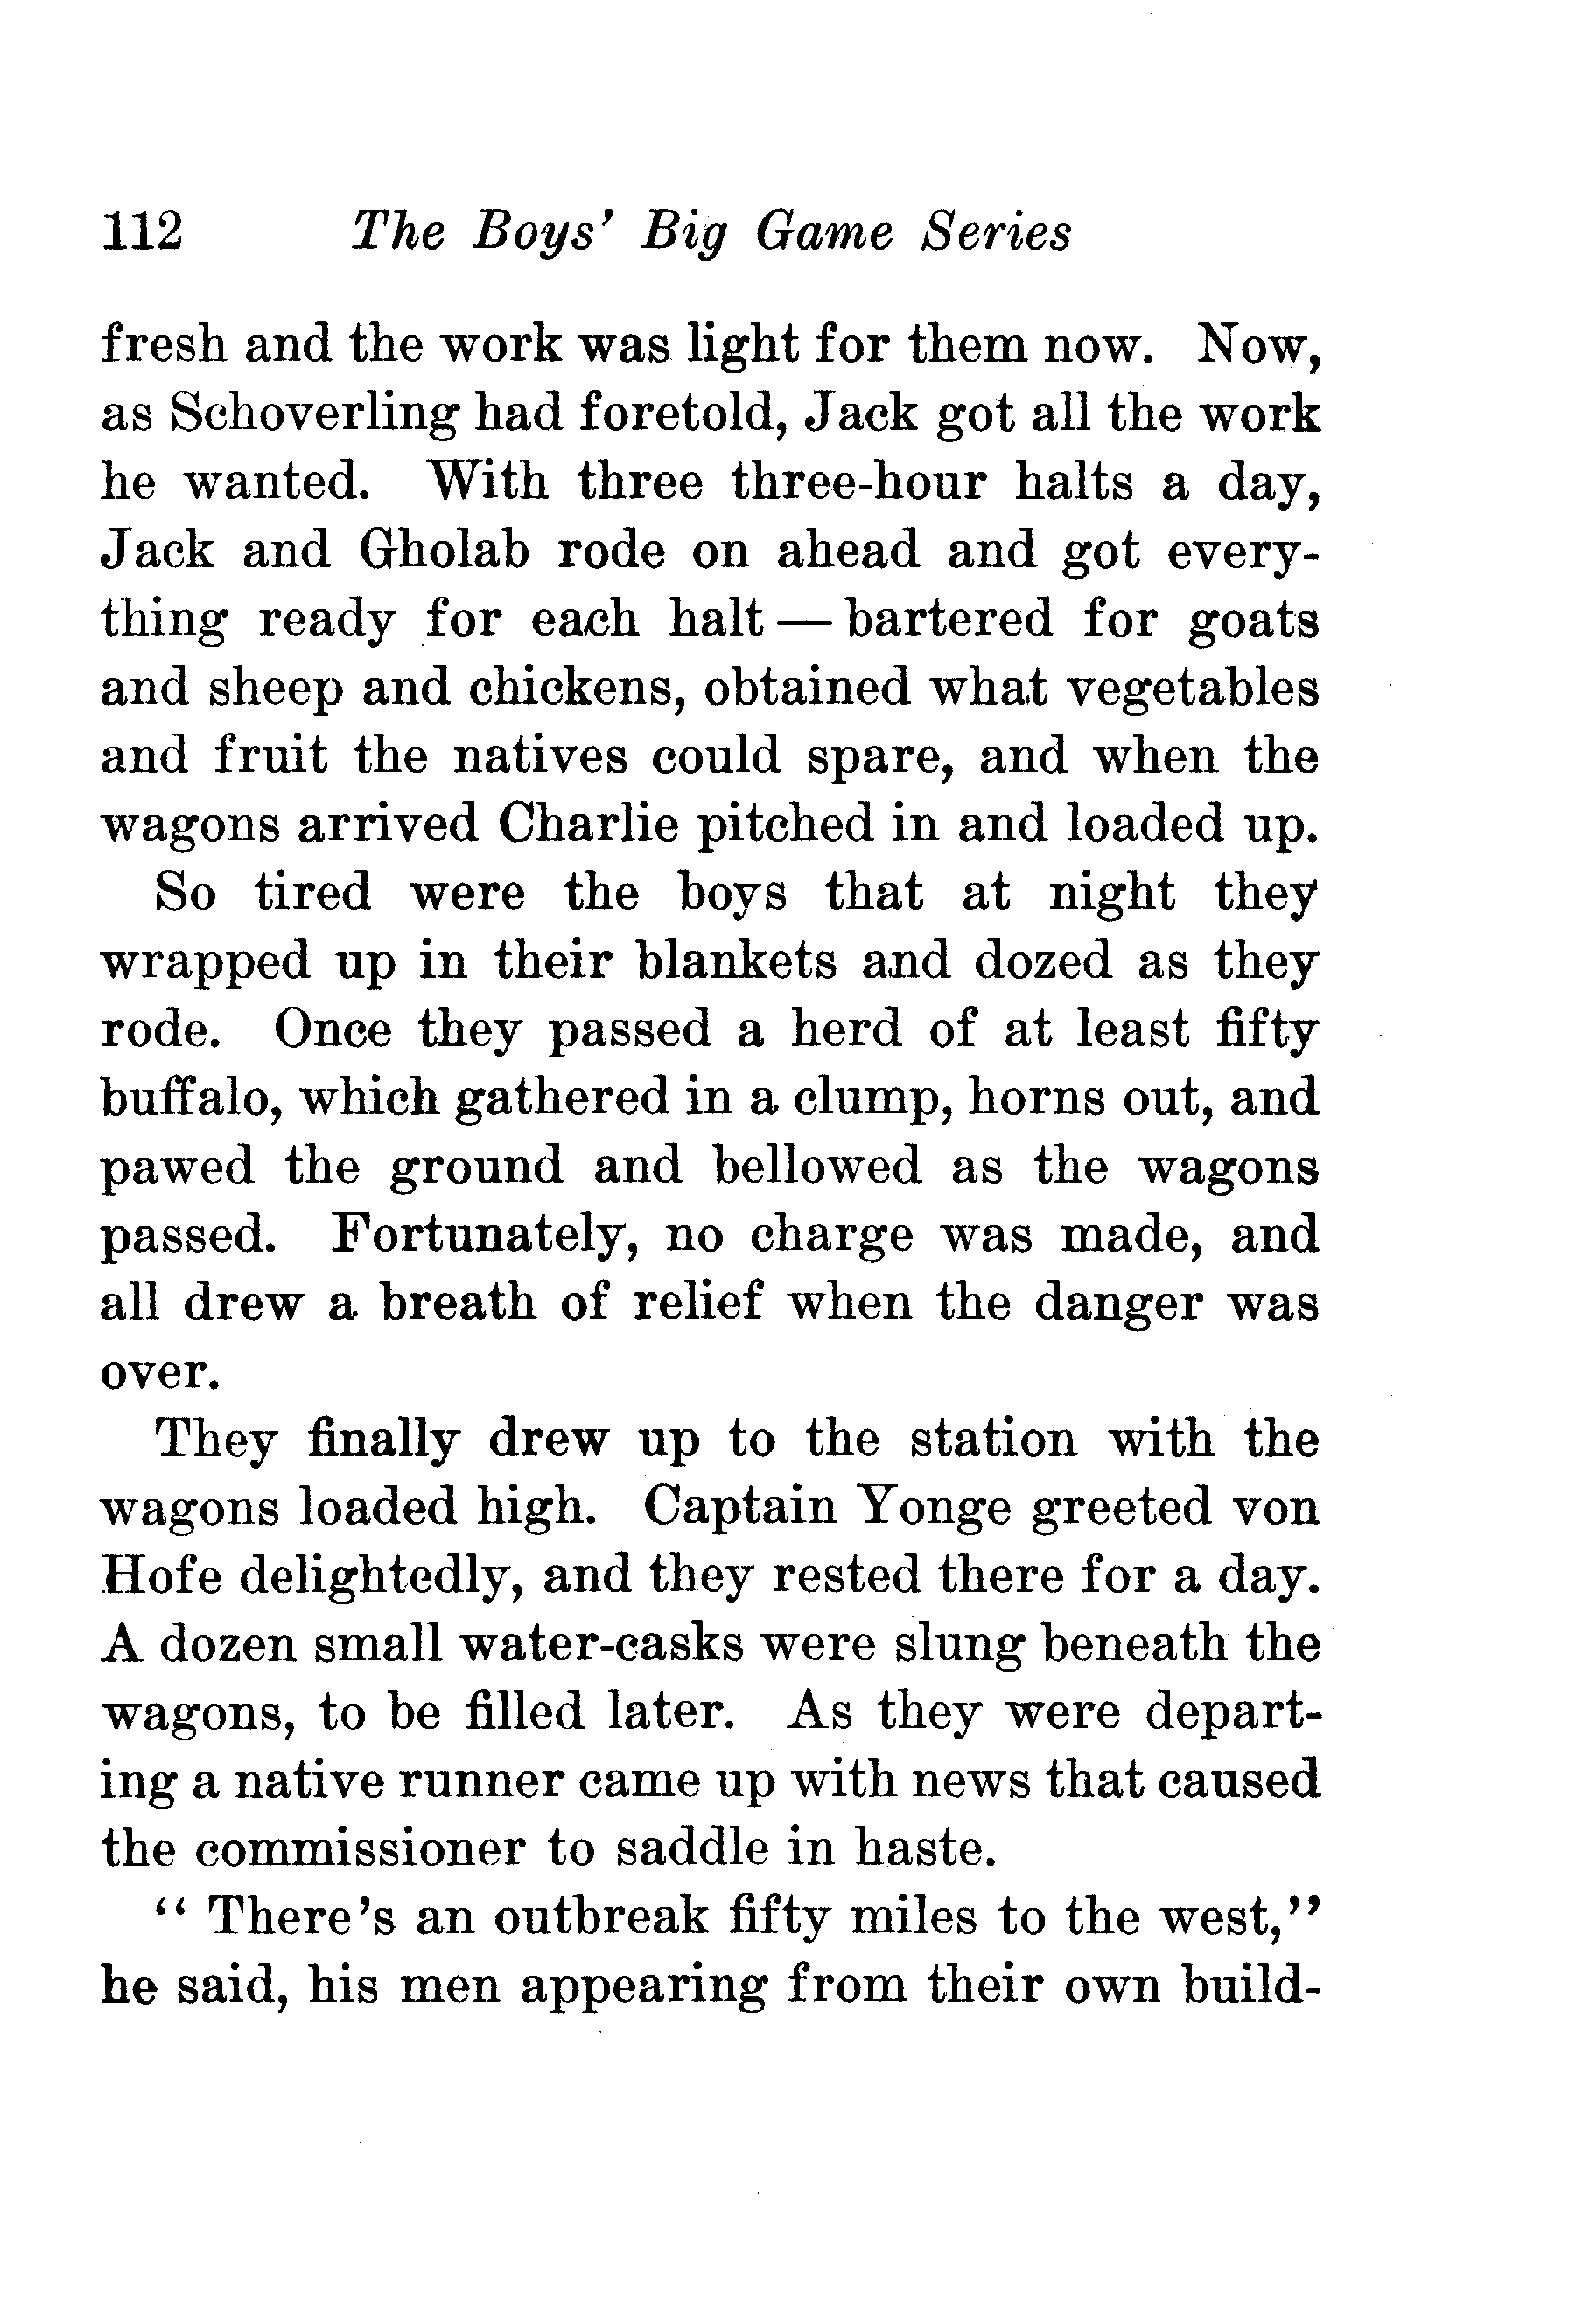 112 The Boys' Big Game Series
fresh and the work was light for them now. Now,
as Schoverling had foretold, Jack got all the work
he wanted. With three three-hour halts a day,
Jack and Gholab rode on ahead and got every-
thing ready for each halt — bartered for goats
and sheep and chickens, obtained what vegetables
and fruit the natives could spare, and when the
wagons arrived Charlie pitched in and loaded up.
So tired were the boys that at night they
wrapped up in their blankets and dozed as they
rode. Once they passed a herd of at least fifty
buffalo, which gathered in a clump, horns out, and
pawed the ground and bellowed as the wagons
passed. Fortunately, no charge was made, and
all drew a breath of relief when the danger was
over.
They finally drew up to the station with the
wagons loaded high. Captain Yonge greeted von
Hofe delightedly, and they rested there for a day.
A dozen small water-casks were slung beneath the
wagons, to be filled later. As they were depart-
ing a native runner came up with news that caused
the commissioner to saddle in haste.
" There's an outbreak fifty miles to the west,"
he said, his men appearing from their own build-